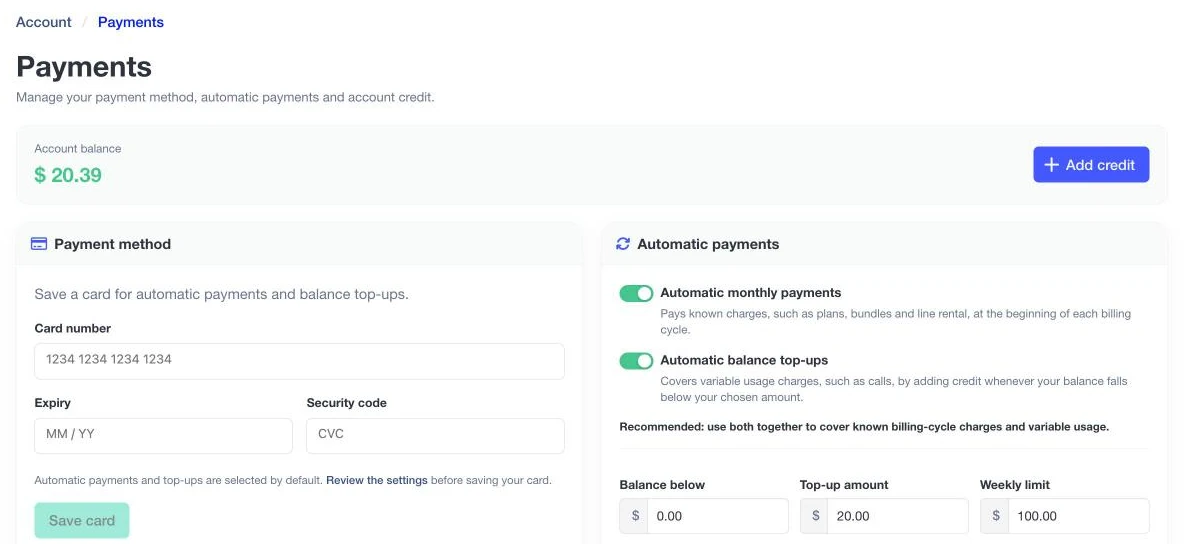 Account / Payments
Payments
Manage your payment method, automatic payments and account credit.
Account balance
$ 20.39
+ Add credit
Payment method
Save a card for automatic payments and balance top-ups.
Card number
1234 1234 1234 1234
Expiry
Security code
MM / YY
CVC
Automatic payments and top-ups are selected by default. Review the settings before saving your card.
Save card
Automatic payments
Automatic monthly payments
Pays known charges, such as plans, bundles and line rental, at the beginning of each billing
cycle.
Automatic balance top-ups
Covers variable usage charges, such as calls, by adding credit whenever your balance falls
below your chosen amount.
Recommended: use both together to cover known billing-cycle charges and variable usage.
Balance below
Top-up amount
Weekly limit
$ 0.00
$ 20.00
$ 100.00